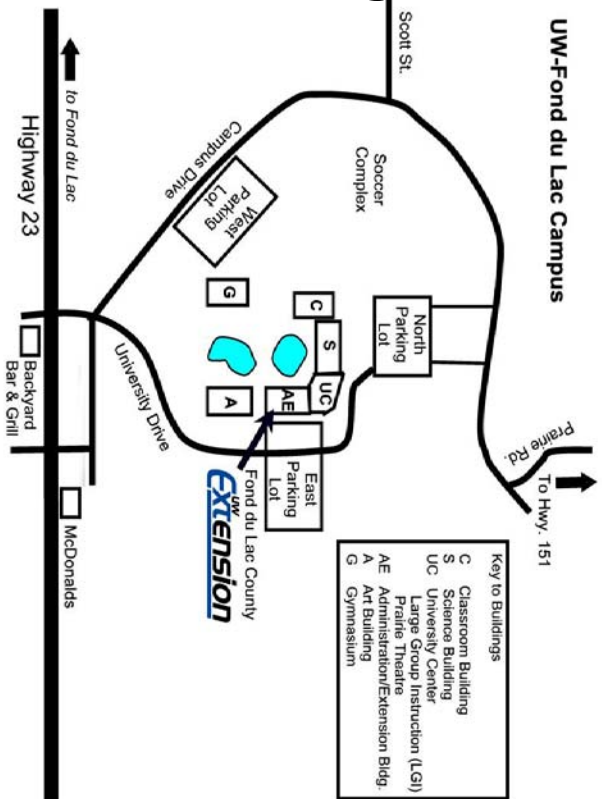 UW-Fond du Lac Campus
Scott St.
Prairie Rd.
To Hwy. 151
Soccer
Complex
Campus Drive
West
Parking
Lot
North
Parking
Lot
G
C
S
UC
AE
A
East
Parking
Lot
University Drive
Fond du Lac County
UW
Extension
Key to Buildings
C Classroom Building
S Science Building
UC University Center
Large Group Instruction (LGI)
Prairie Theatre
AE Administration/Extension Bldg.
A Art Building
G Gymnasium
to Fond du Lac
Highway 23
Backyard
Bar & Grill
McDonalds